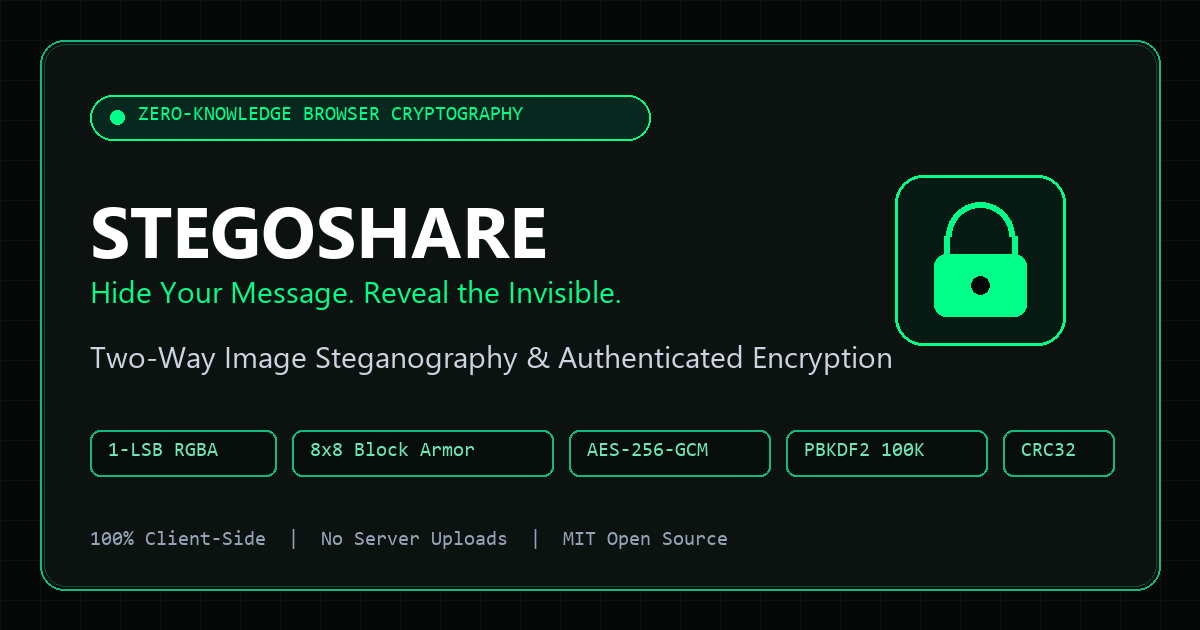 ZERO-KNOWLEDGE BROWSER CRYPTOGRAPHY
STEGOSHARE
Hide Your Message. Reveal the Invisible.
Two-Way Image Steganography & Authenticated Encryption
1-LSB RGBA 8x8 Block Armor AES-256-GCM PBKDF2 100K CRC32
100% Client-Side | No Server Uploads | MIT Open Source